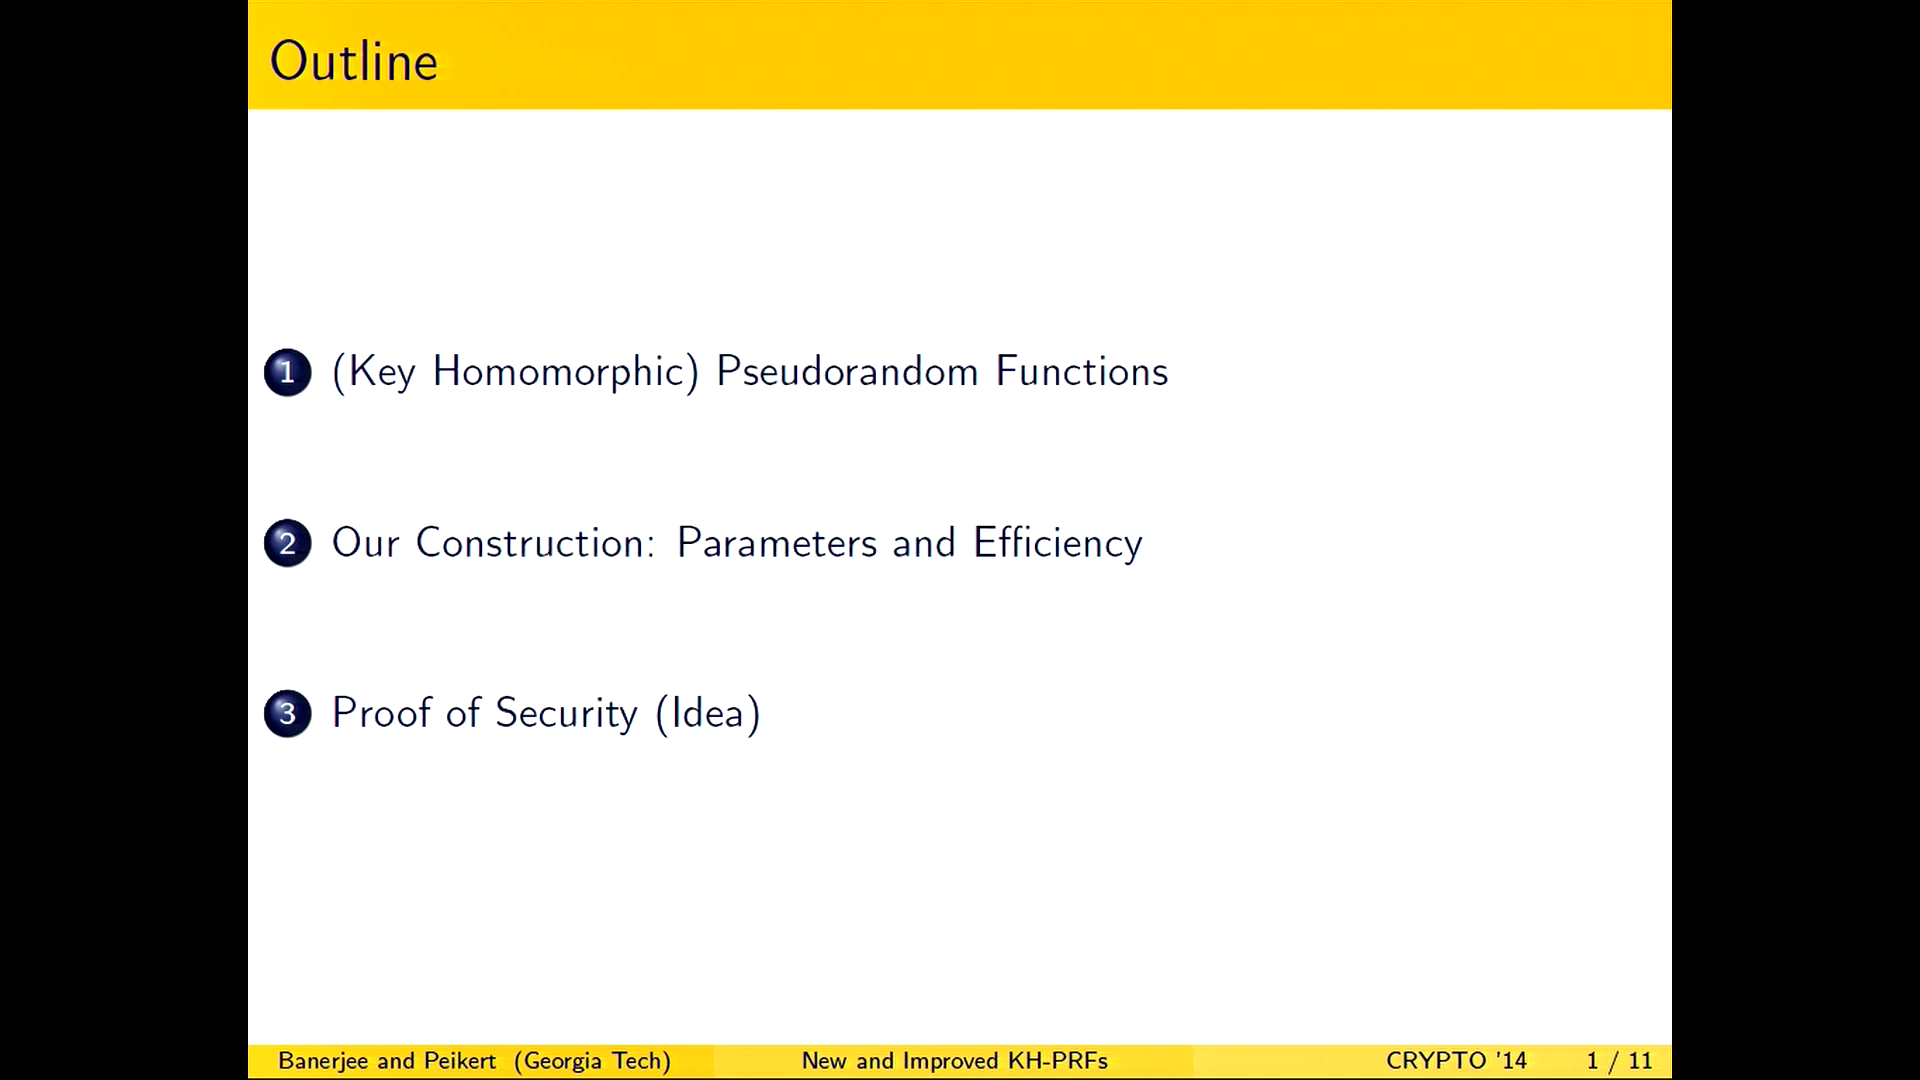 Outline
1 (Key Homomorphic) Pseudorandom Functions
2 Our Construction: Parameters and Efficiency
3 Proof of Security (Idea)
Banerjee and Peikert (Georgia Tech) New and Improved KH-PRFs CRYPTO '14 1 / 11